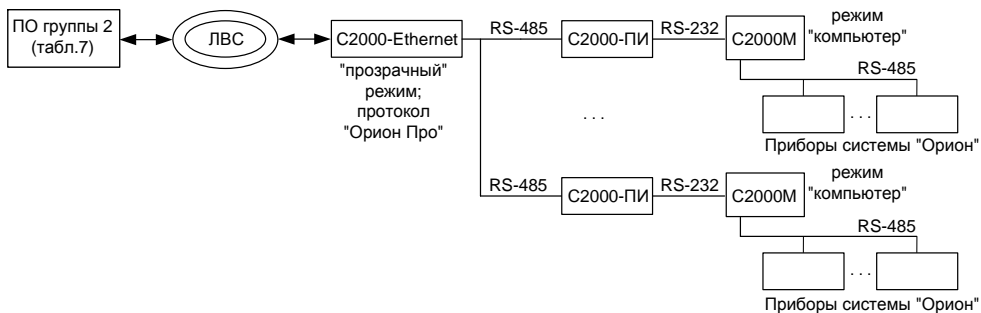 ПО группы 2
(табл.7)
ЛВС
С2000-Ethernet
"прозрачный"
режим;
протокол
"Орион Про"
RS-485
С2000-ПИ
RS-232
С2000М
режим
"компьютер"
RS-485
. . .
Приборы системы "Орион"
. . .
RS-485
С2000-ПИ
RS-232
С2000М
режим
"компьютер"
RS-485
. . .
Приборы системы "Орион"